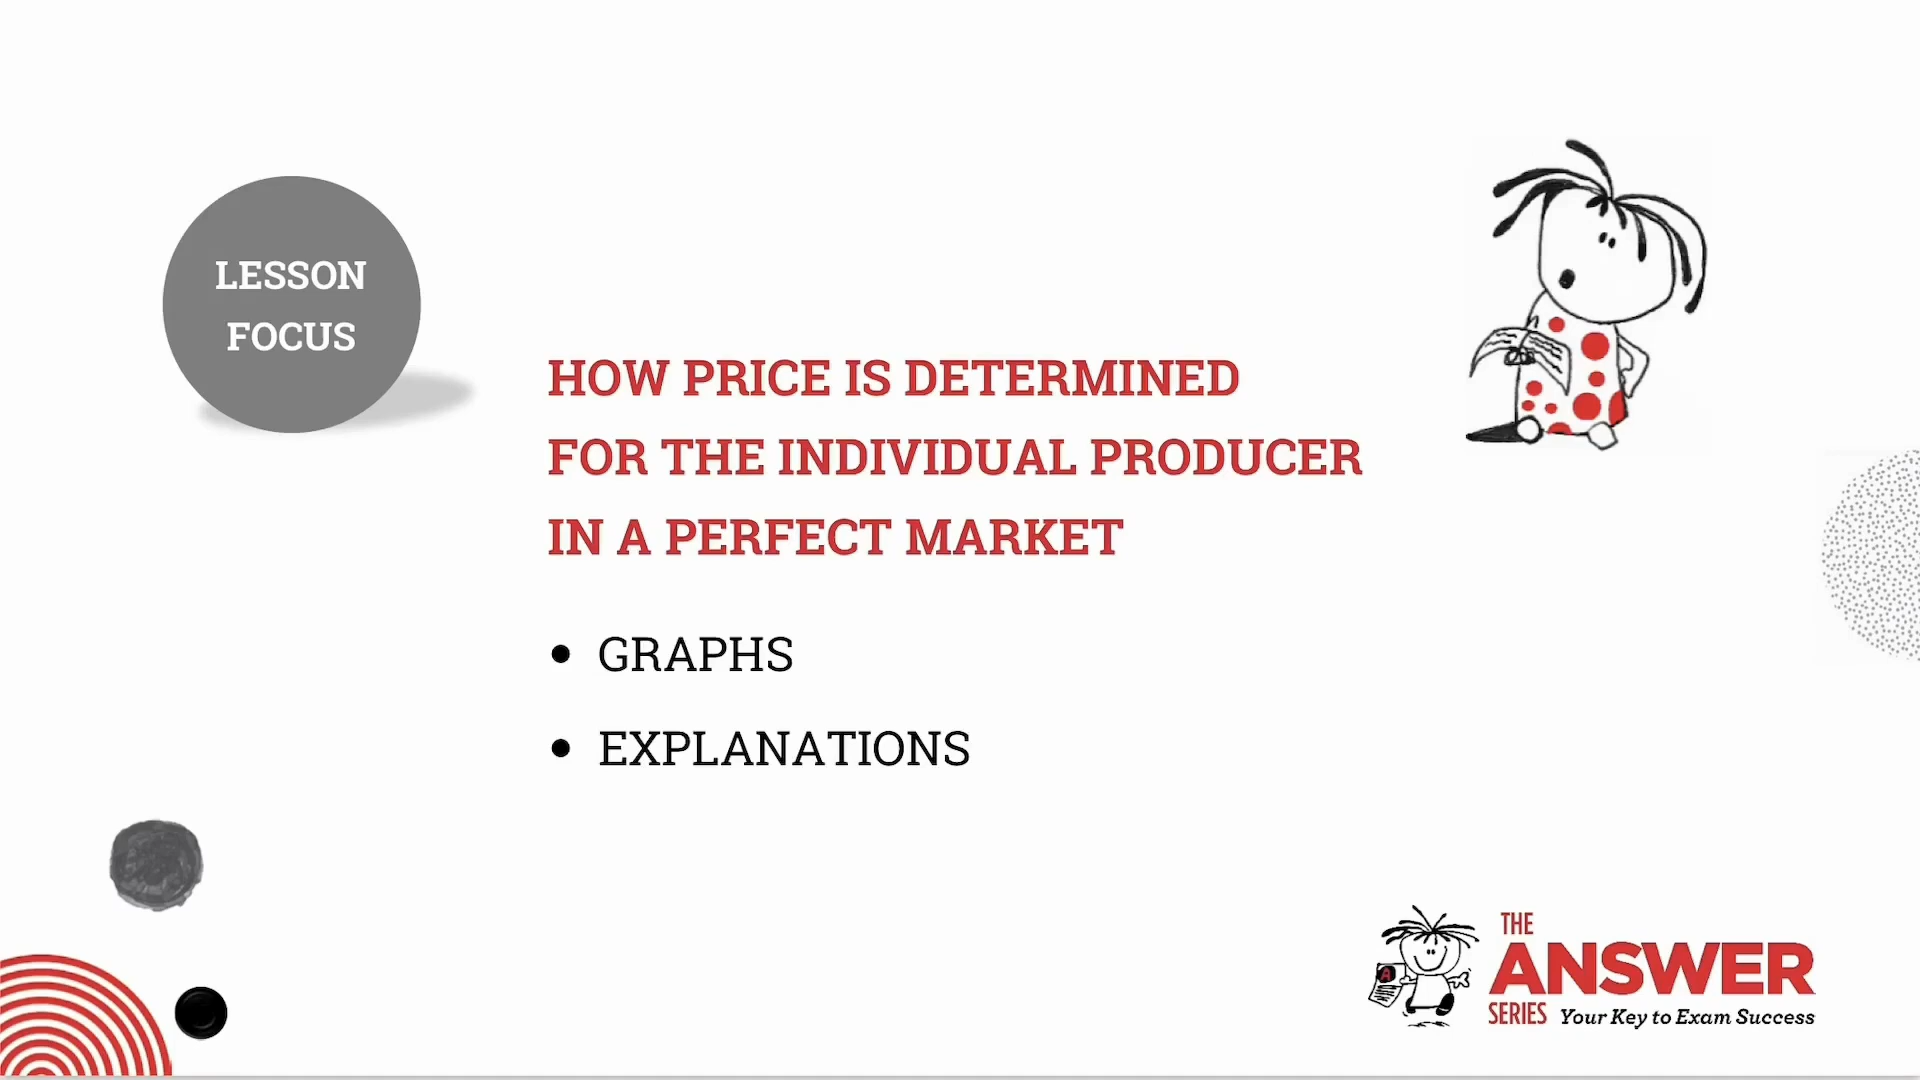 LESSON
FOCUS
HOW PRICE IS DETERMINED
FOR THE INDIVIDUAL PRODUCER
IN A PERFECT MARKET
• GRAPHS
• EXPLANATIONS
A
THE
ANSWER
SERIES Your Key to Exam Success